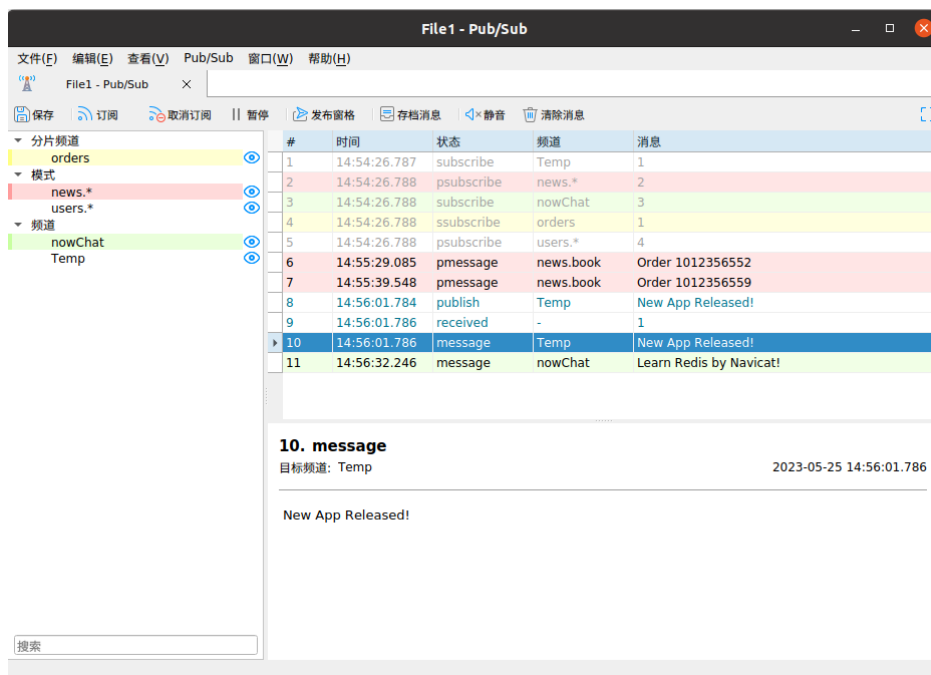 File1 - Pub/Sub
文件(F) 编辑(E) 查看(V) Pub/Sub 窗口(W) 帮助(H)
File1 - Pub/Sub
保存 订阅 取消订阅 暂停 发布窗格 存档消息 静音 清除消息
分片频道
orders
模式
news.*
users.*
频道
nowChat
Temp
搜索
# 时间 状态 频道 消息
1 14:54:26.787 subscribe Temp 1
2 14:54:26.788 psubscribe news.* 2
3 14:54:26.788 subscribe nowChat 3
4 14:54:26.788 ssubscribe orders 1
5 14:54:26.788 psubscribe users.* 4
6 14:55:29.085 pmessage news.book Order 1012356552
7 14:55:39.548 pmessage news.book Order 1012356559
8 14:56:01.784 publish Temp New App Released!
9 14:56:01.786 received - 1
10 14:56:01.786 message Temp New App Released!
11 14:56:32.246 message nowChat Learn Redis by Navicat!
10. message
目标频道: Temp 2023-05-25 14:56:01.786
New App Released!